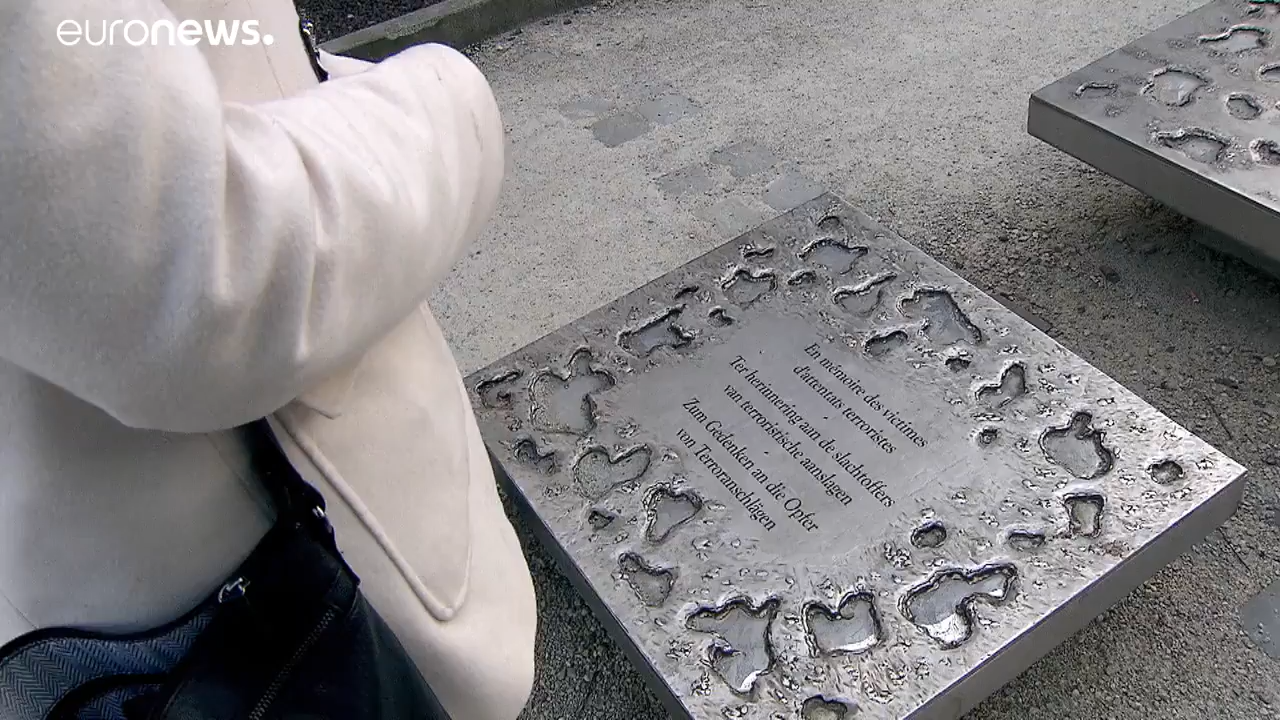 euronews.
En mémoire des victimes
d'attentats terroristes
Ter herinnering aan de slachtoffers
van terroristische aanslagen
Zum Gedenken an die Opfer
von Terroranschlägen